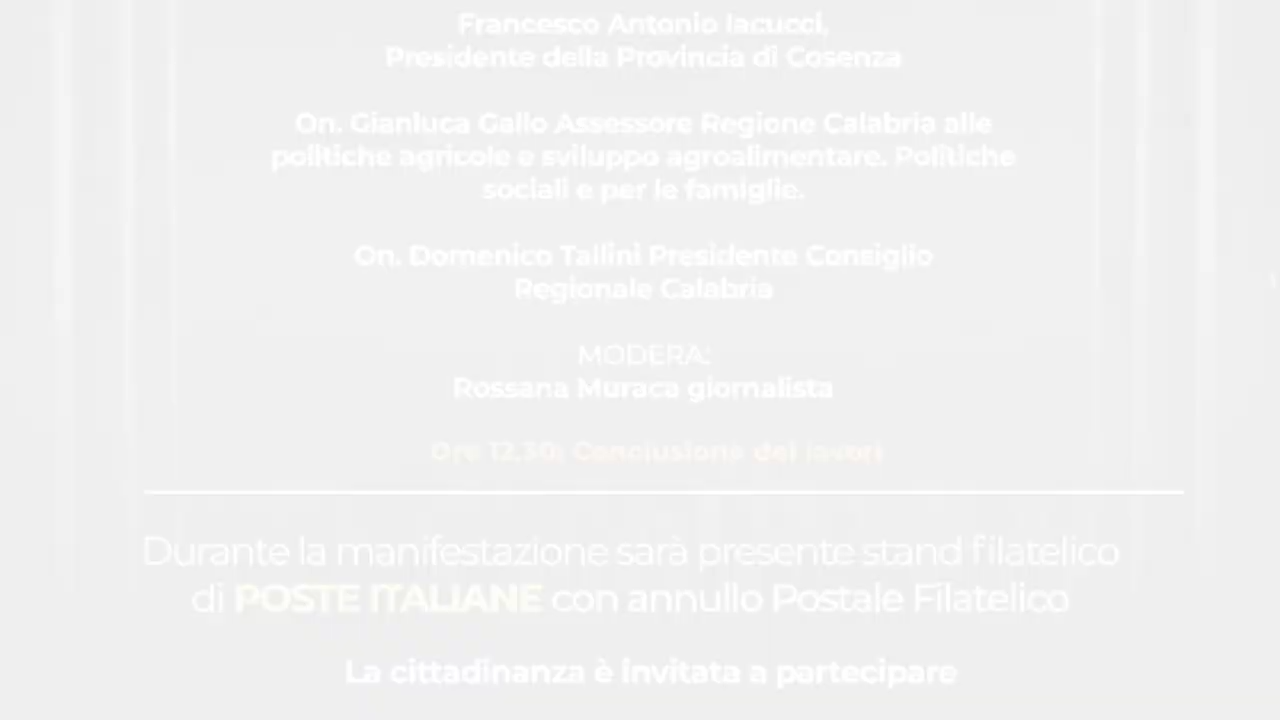 Francesco Antonio Iacucci,
Presidente della Provincia di Cosenza
On. Gianluca Gallo Assessore Regione Calabria alle
politiche agricole e sviluppo agroalimentare. Politiche
sociali e per le famiglie.
On. Domenico Tallini Presidente Consiglio
Regionale Calabria
MODERA:
Rossana Muraca giornalista
Ore 12.30: Conclusione dei lavori
Durante la manifestazione sarà presente stand filatelico
di POSTE ITALIANE con annullo Postale Filatelico
La cittadinanza è invitata a partecipare